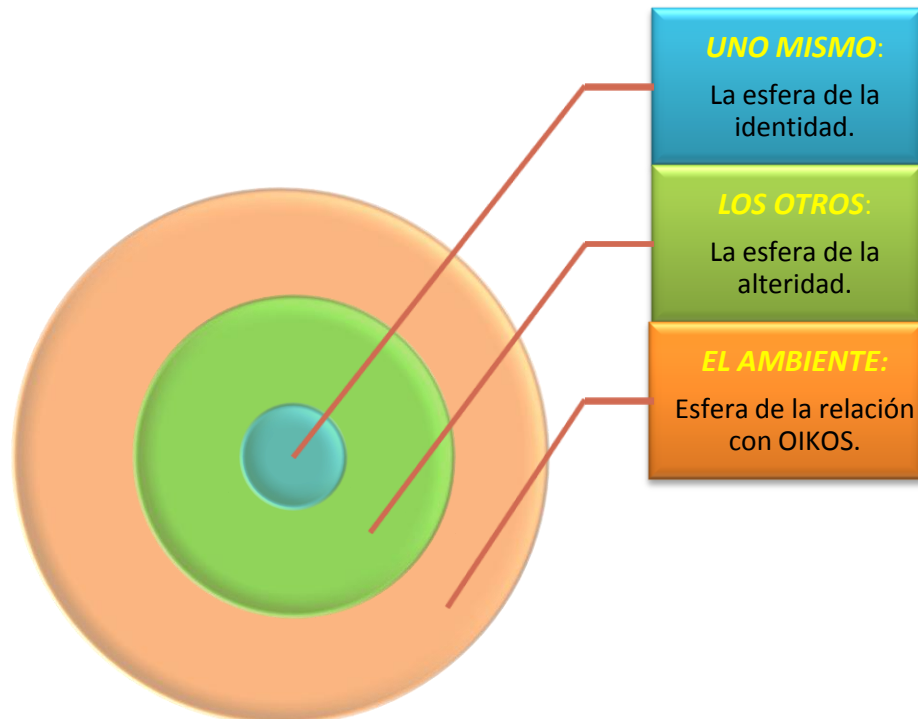 UNO MISMO:
La esfera de la
identidad.
LOS OTROS:
La esfera de la
alteridad.
EL AMBIENTE:
Esfera de la relación
con OIKOS.